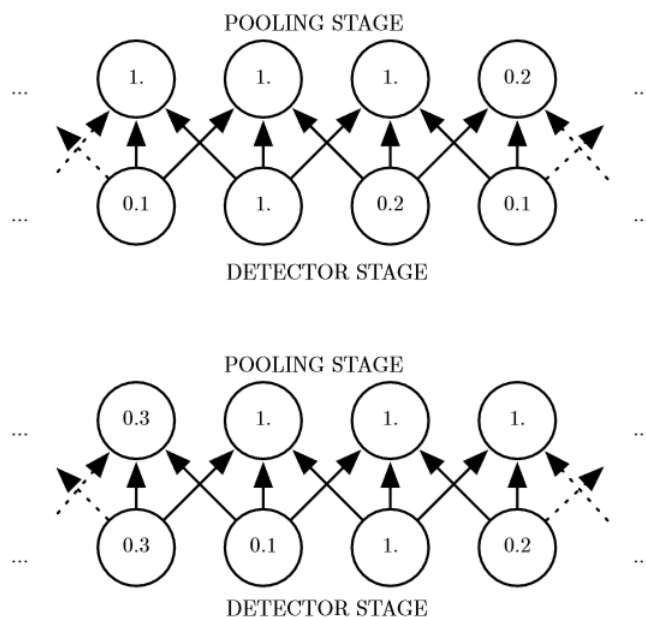 POOLING STAGE
... 1. 1. 1. 0.2 ...
... 0.1 1. 0.2 0.1 ...
DETECTOR STAGE
POOLING STAGE
... 0.3 1. 1. 1. ...
... 0.3 0.1 1. 0.2 ...
DETECTOR STAGE